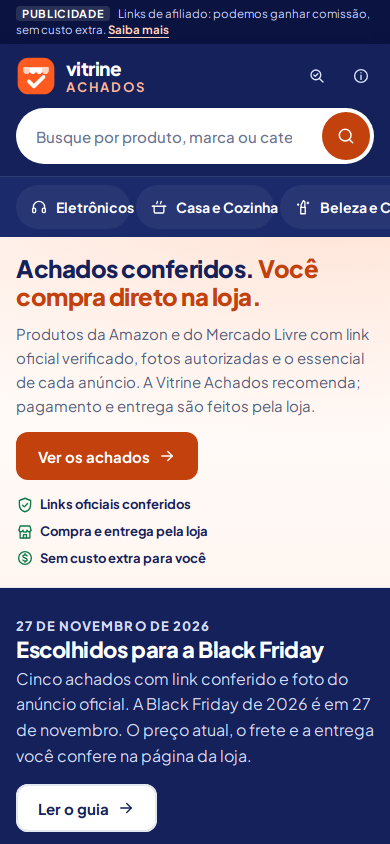 PUBLICIDADE Links de afiliado: podemos ganhar comissão,
sem custo extra. Saiba mais
vitrine
ACHADOS
Busque por produto, marca ou cate
Eletrônicos
Casa e Cozinha
Beleza e C
Achados conferidos. Você
compra direto na loja.
Produtos da Amazon e do Mercado Livre com link
oficial verificado, fotos autorizadas e o essencial
de cada anúncio. A Vitrine Achados recomenda;
pagamento e entrega são feitos pela loja.
Ver os achados
Links oficiais conferidos
Compra e entrega pela loja
Sem custo extra para você
27 DE NOVEMBRO DE 2026
Escolhidos para a Black Friday
Cinco achados com link conferido e foto do
anúncio oficial. A Black Friday de 2026 é em 27
de novembro. O preço atual, o frete e a entrega
você confere na página da loja.
Ler o guia